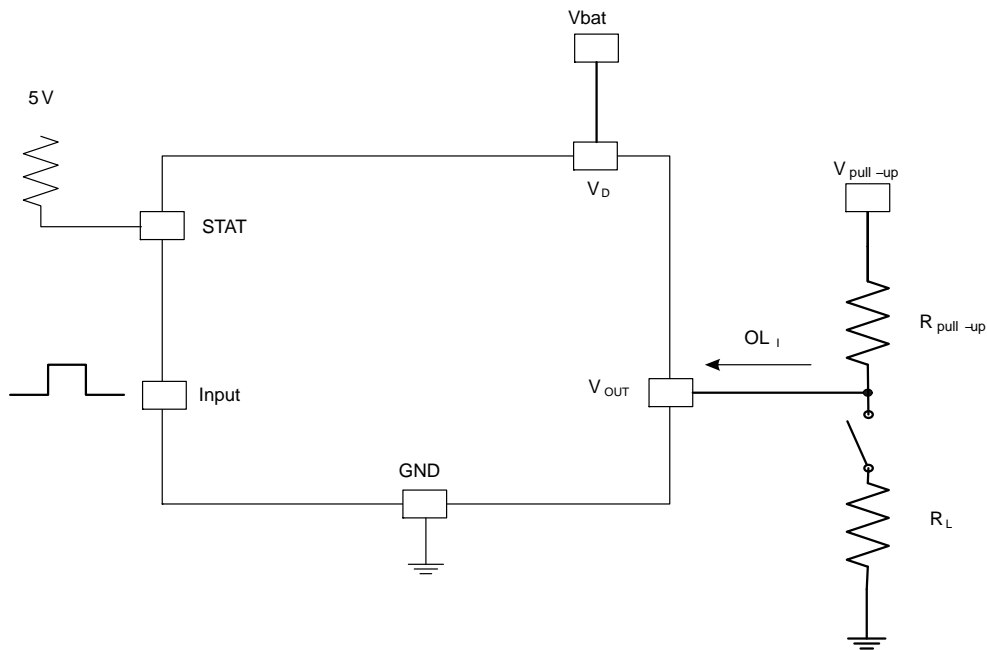 Vbat
5 V
V pull –up
V D
STAT
R pull –up
OL I
V OUT
Input
GND
R L